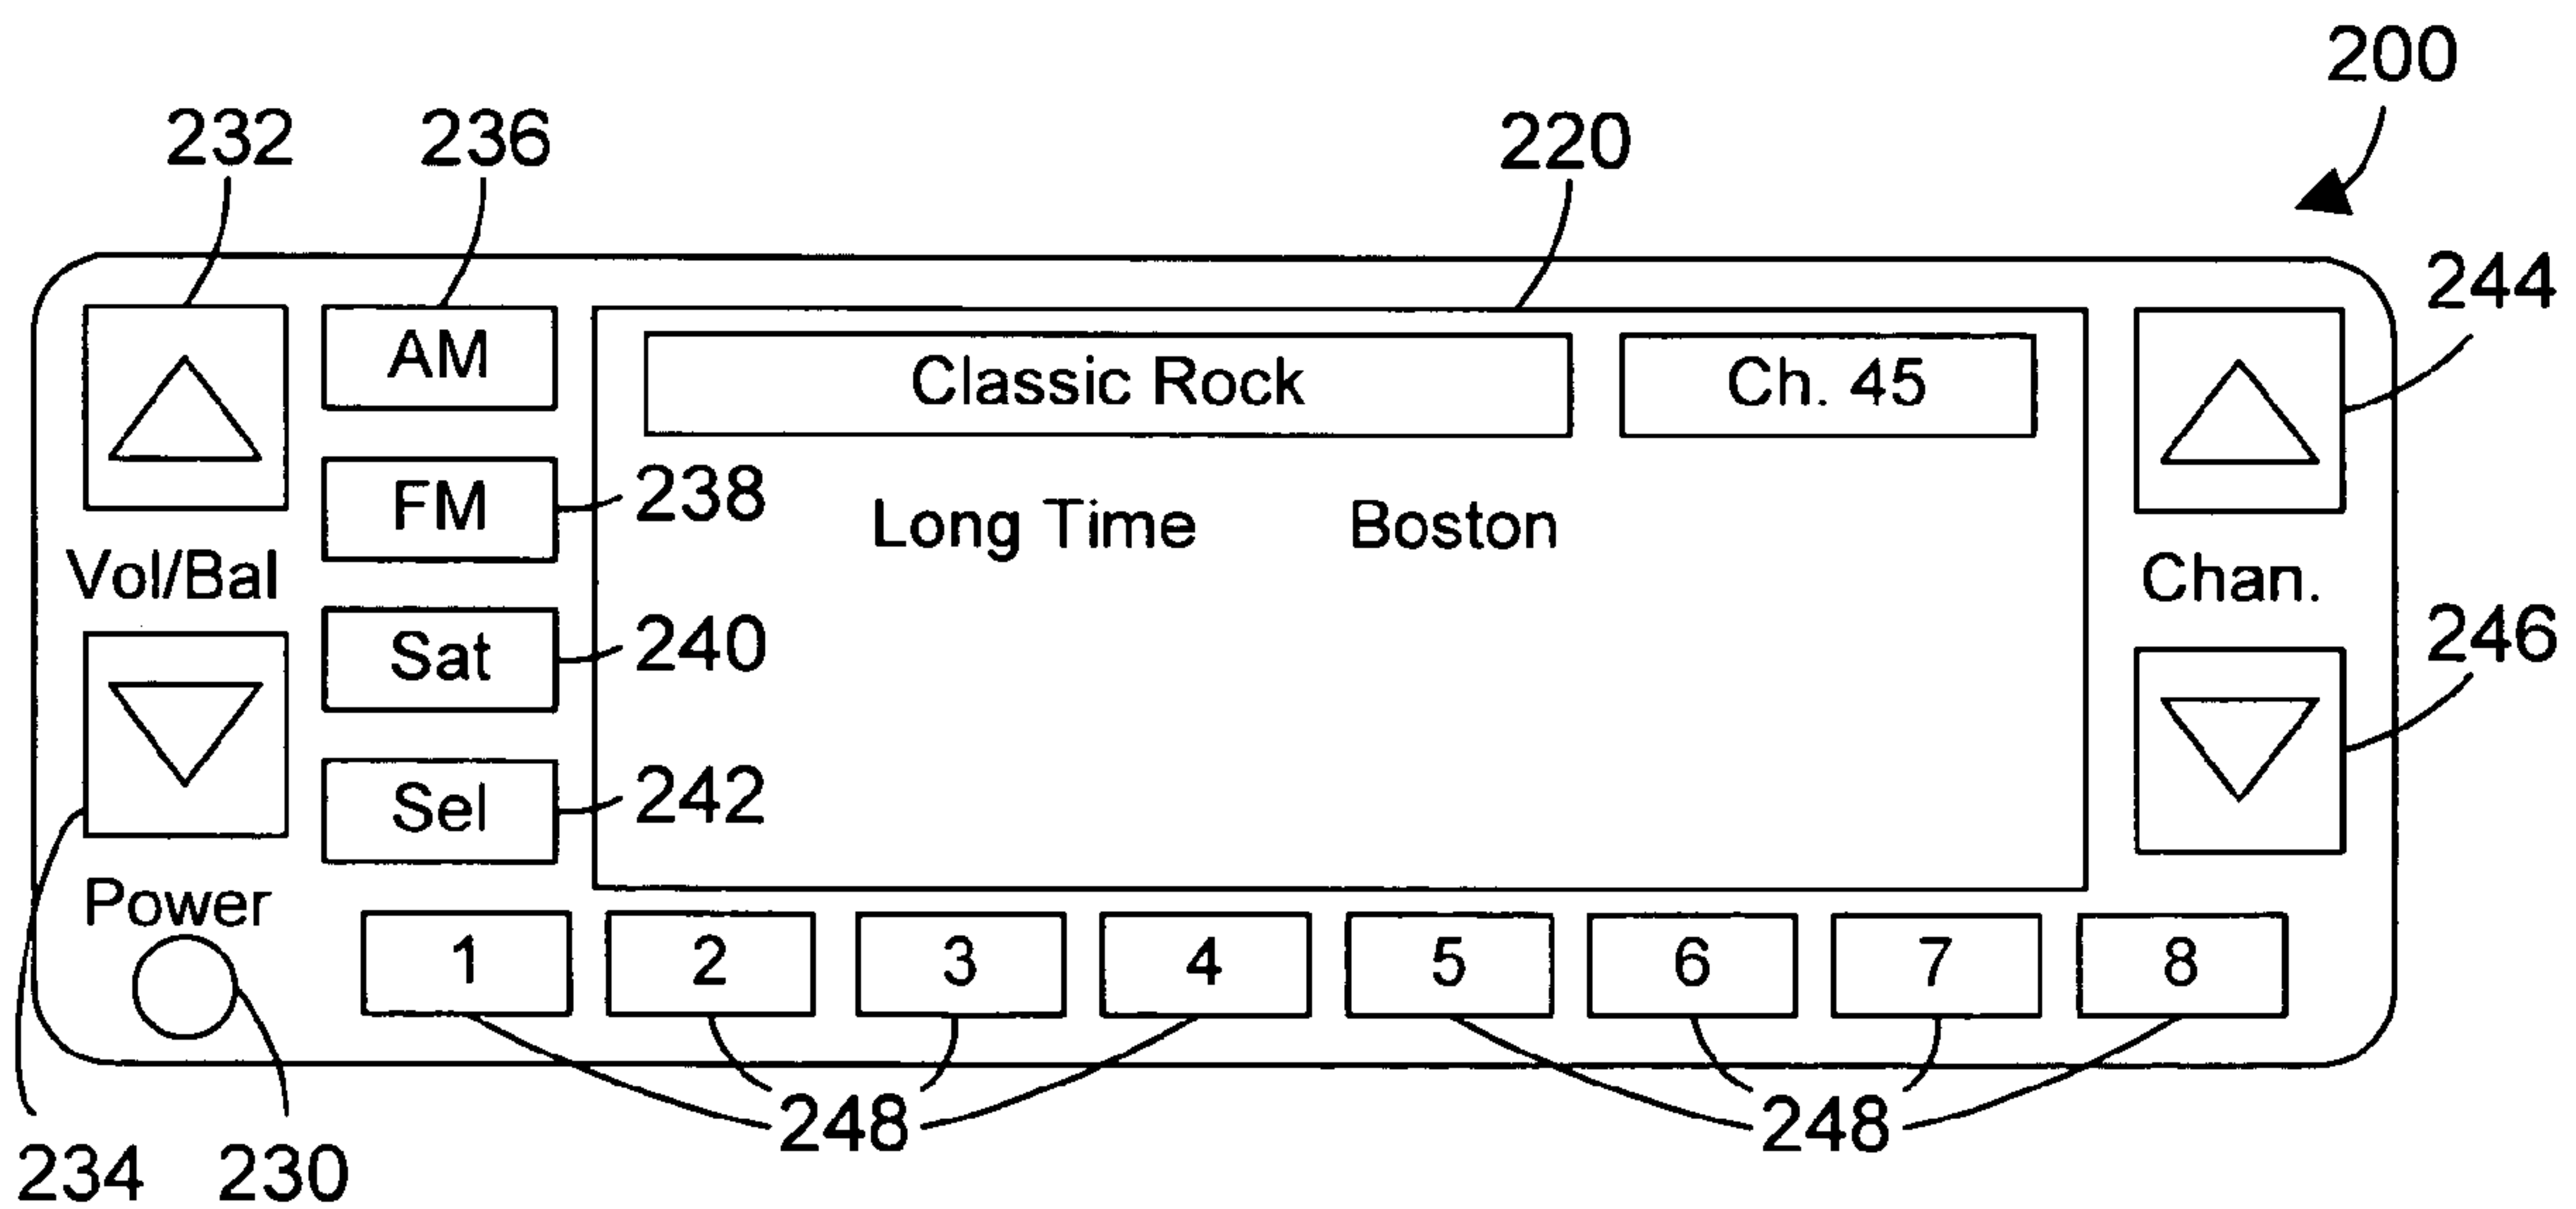 200
232 236 220
244
AM Classic Rock Ch. 45
FM 238 Long Time Boston
Vol/Bal Chan.
Sat 240 246
Sel 242
Power
1 2 3 4 5 6 7 8
248 248
234 230